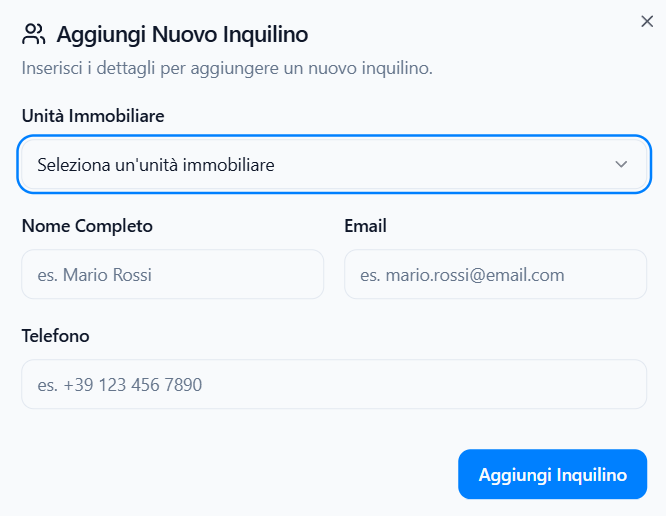 Aggiungi Nuovo Inquilino
Inserisci i dettagli per aggiungere un nuovo inquilino.
Unità Immobiliare
Seleziona un'unità immobiliare
Nome Completo
Email
es. Mario Rossi
es. mario.rossi@email.com
Telefono
es. +39 123 456 7890
Aggiungi Inquilino